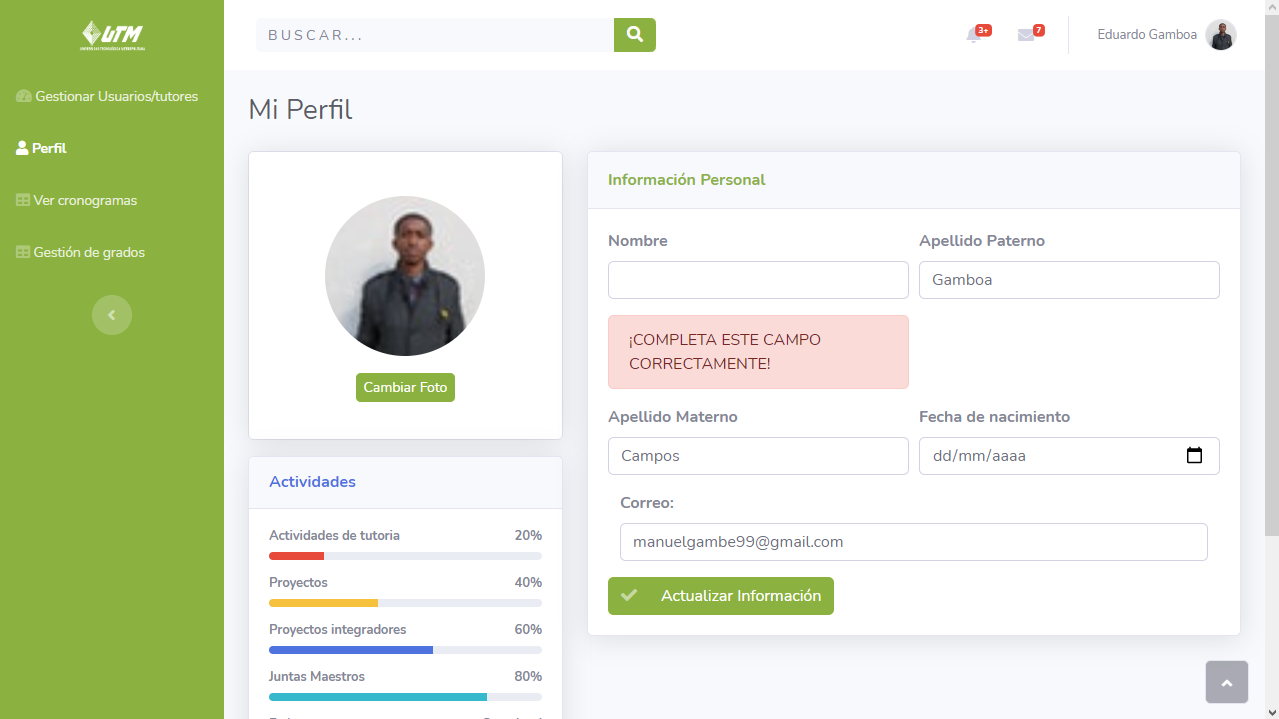 UTM
BUSCAR...
3+
7
Eduardo Gamboa
Gestionar Usuarios/tutores
Perfil
Ver cronogramas
Gestión de grados
Mi Perfil
Cambiar Foto
Actividades
Actividades de tutoria 20%
Proyectos 40%
Proyectos integradores 60%
Juntas Maestros 80%
Información Personal
Nombre
Apellido Paterno
Gamboa
¡COMPLETA ESTE CAMPO
CORRECTAMENTE!
Apellido Materno
Fecha de nacimiento
Campos
dd/mm/aaaa
Correo:
manuelgambe99@gmail.com
Actualizar Información